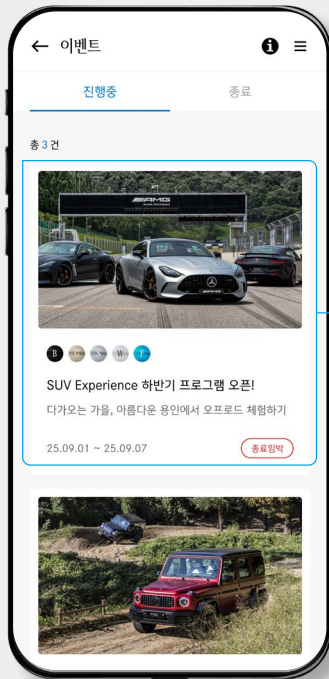 이벤트
진행중
종료
총 3 건
AMG
B G S W F
SUV Experience 하반기 프로그램 오픈!
다가오는 가을, 아름다운 용인에서 오프로드 체험하기
25.09.01 ~ 25.09.07
종료임박